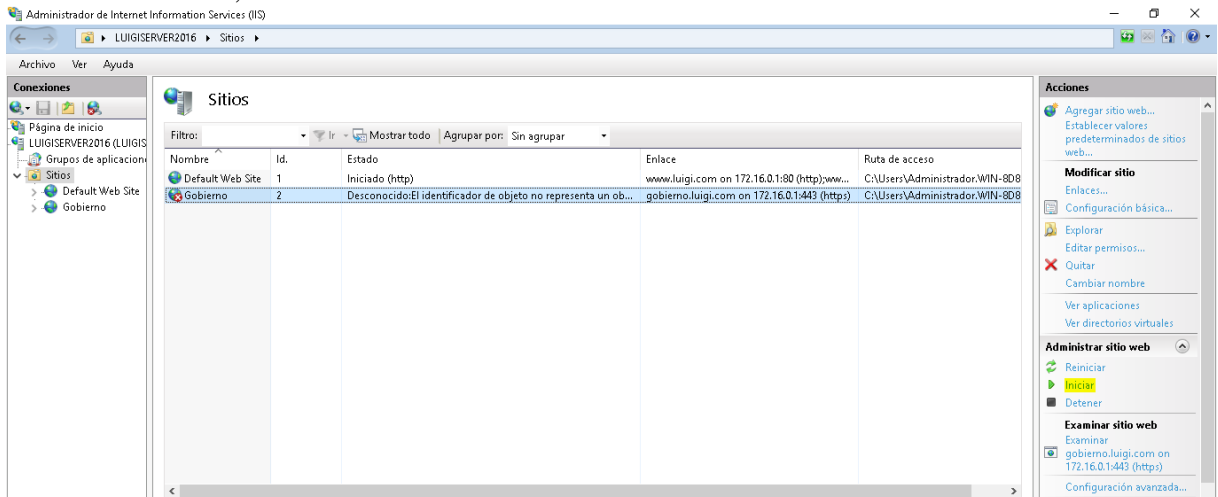 Administrador de Internet Information Services (IIS)
LUIGISERVER2016 Sitios
Archivo Ver Ayuda
Conexiones
Página de inicio
LUIGISERVER2016 (LUIGIS
Grupos de aplicacion
Sitios
Default Web Site
Gobierno
Sitios
Filtro: Ir Mostrar todo Agrupar por: Sin agrupar
Nombre Id. Estado Enlace Ruta de acceso
Default Web Site 1 Iniciado (http) www.luigi.com on 172.16.0.1:80 (http);ww... C:\Users\Administrador.WIN-8D8
Gobierno 2 Desconocido:El identificador de objeto no representa un ob... gobierno.luigi.com on 172.16.0.1:443 (https) C:\Users\Administrador.WIN-8D8
Acciones
Agregar sitio web...
Establecer valores
predeterminados de sitios
web...
Modificar sitio
Enlaces...
Configuración básica...
Explorar
Editar permisos...
Quitar
Cambiar nombre
Ver aplicaciones
Ver directorios virtuales
Administrar sitio web
Reiniciar
Iniciar
Detener
Examinar sitio web
Examinar
gobierno.luigi.com on
172.16.0.1:443 (https)
Configuración avanzada...